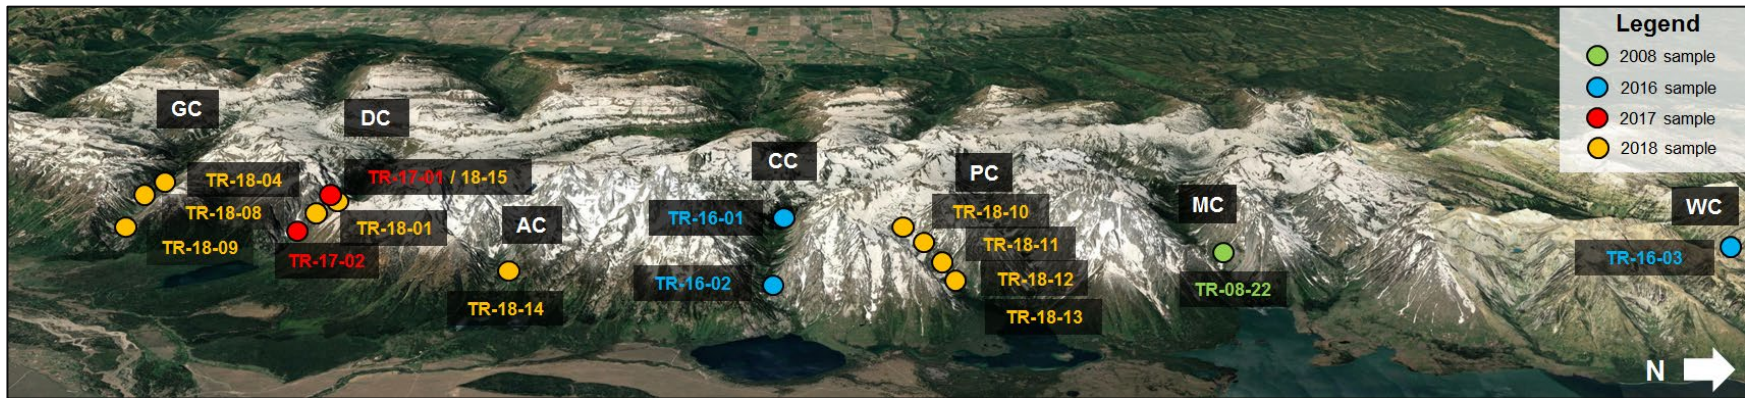 Legend
2008 sample
2016 sample
2017 sample
2018 sample
GC
DC
CC
PC
AC
MC
WC
TR-18-04
TR-18-08
TR-18-09
TR-17-01 / 18-15
TR-18-01
TR-17-02
TR-18-14
TR-16-01
TR-16-02
TR-18-10
TR-18-11
TR-18-12
TR-18-13
TR-08-22
TR-16-03
N